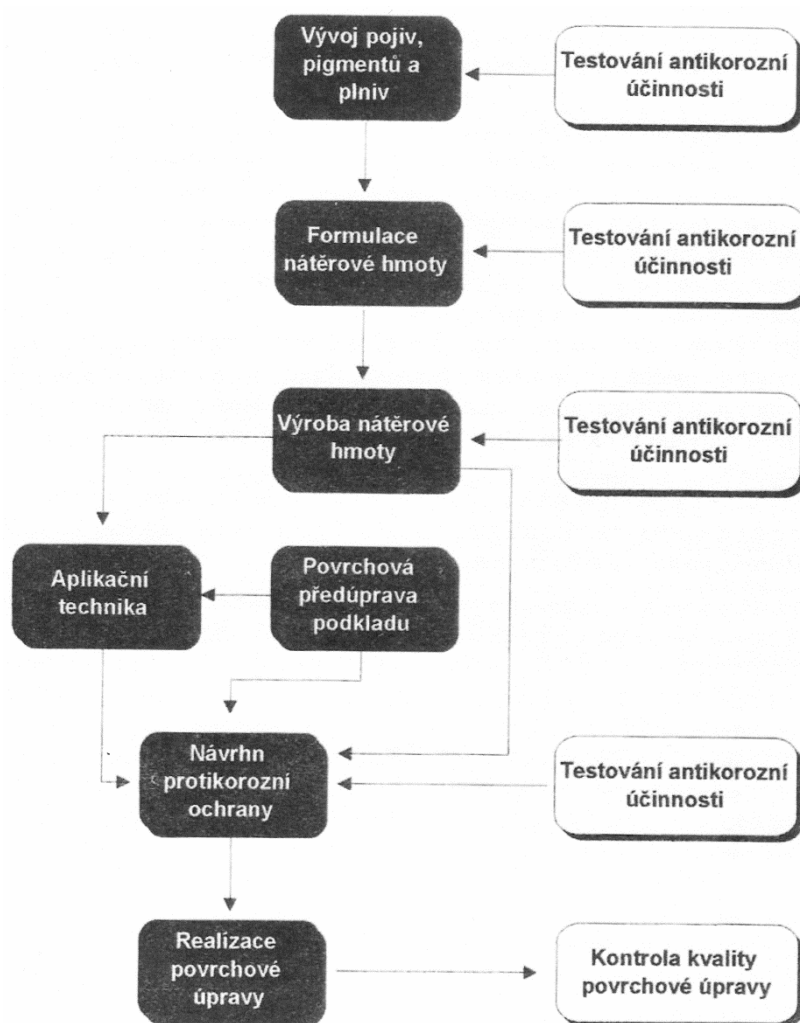 Vývoj pojiv,
pigmentů a
plniv
Testování antikorozní
účinnosti
Formulace
nátěrové hmoty
Testování antikorozní
účinnosti
Výroba nátěrové
hmoty
Testování antikorozní
účinnosti
Aplikační
technika
Povrchová
předúprava
podkladu
Návrhn
protikorozní
ochrany
Testování antikorozní
účinnosti
Realizace
povrchové
úpravy
Kontrola kvality
povrchové úpravy